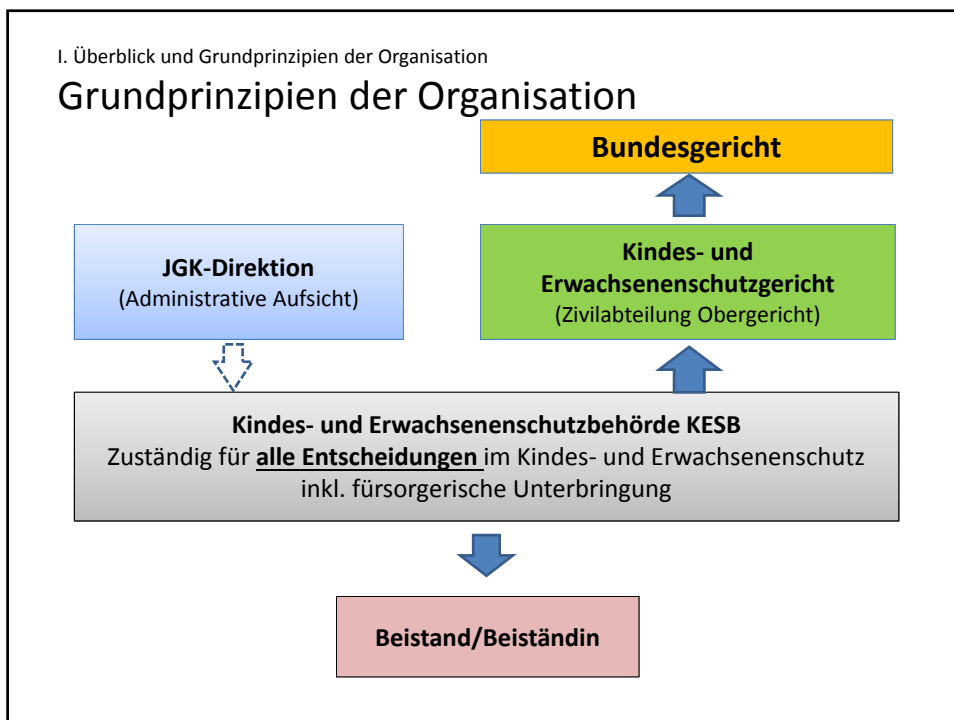 I. Überblick und Grundprinzipien der Organisation
Grundprinzipien der Organisation
Bundesgericht
JGK-Direktion
(Administrative Aufsicht)
Kindes- und
Erwachsenenschutzgericht
(Zivilabteilung Obergericht)
Kindes- und Erwachsenenschutzbehörde KESB
Zuständig für alle Entscheidungen im Kindes- und Erwachsenenschutz
inkl. fürsorgerische Unterbringung
Beistand/Beiständin